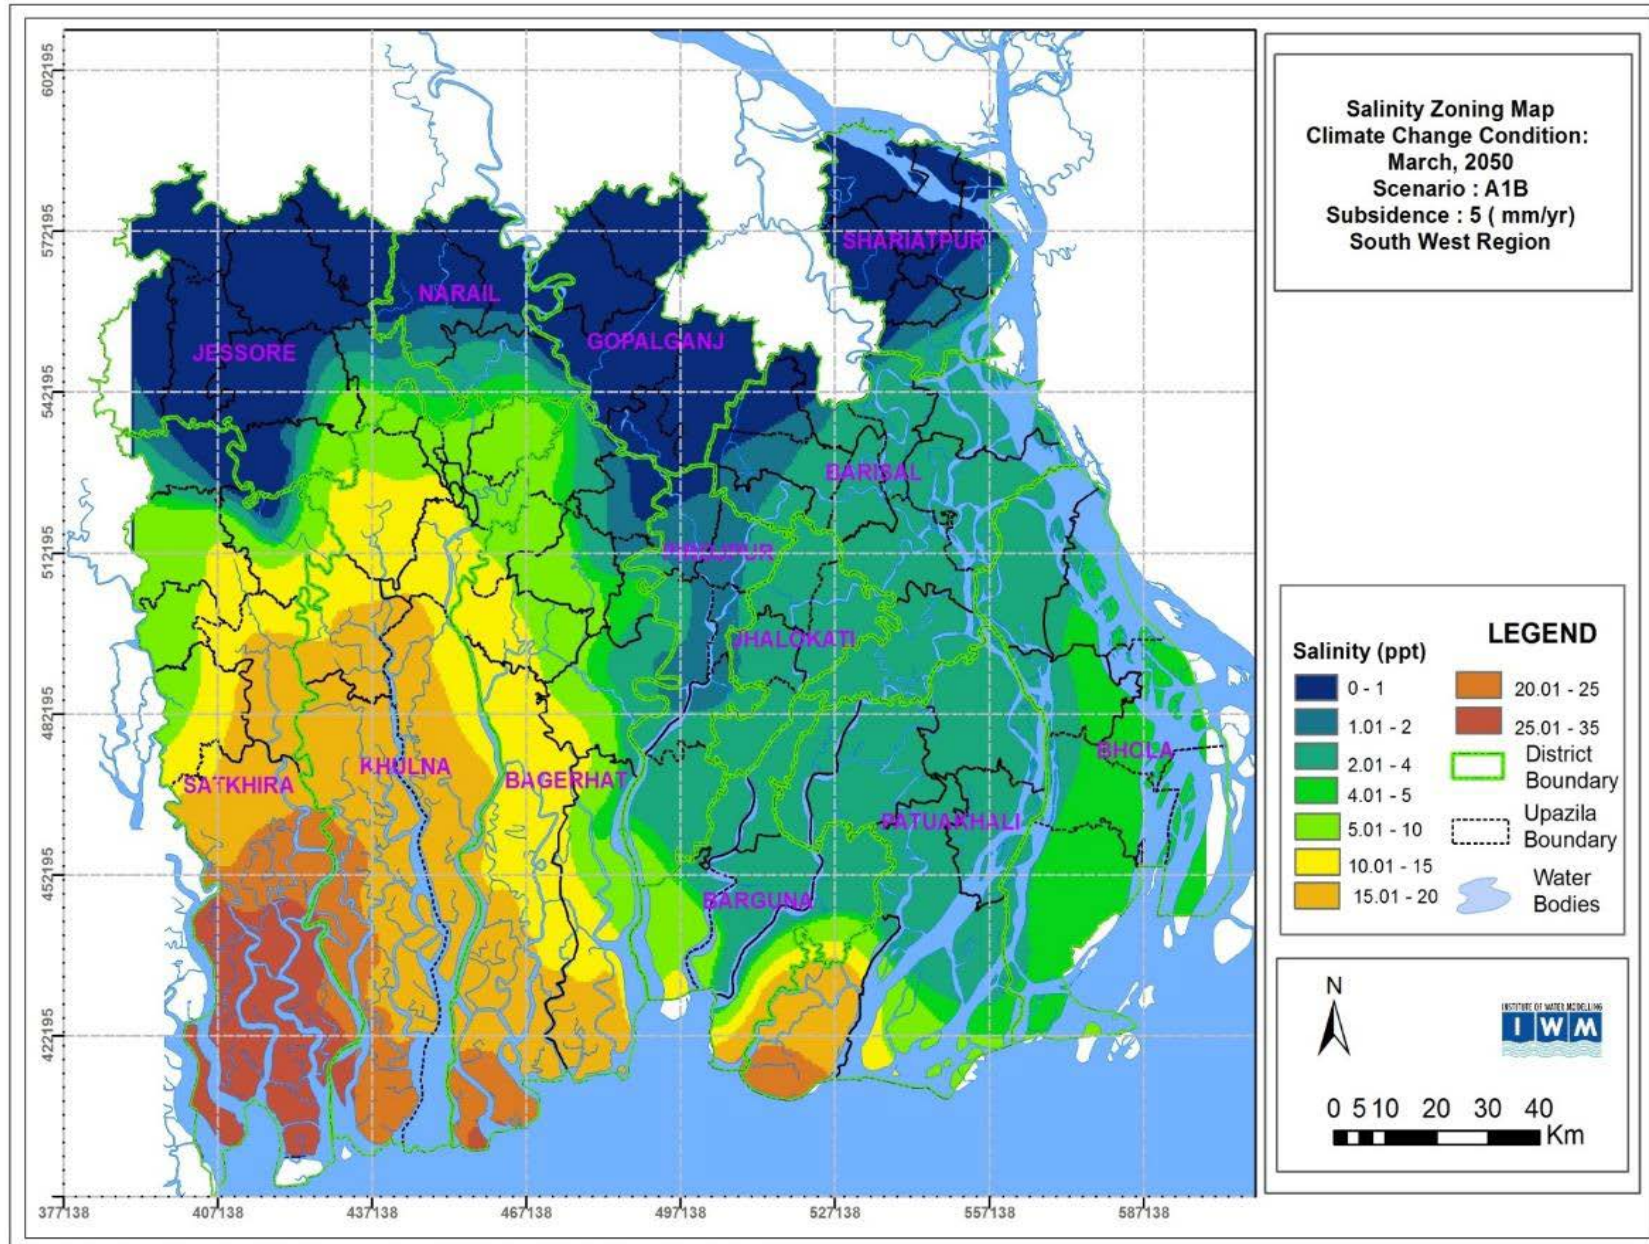 602195
572195
542195
512195
482195
452195
422195
377138
407138
437138
467138
497138
527138
557138
587138
SHARIATPUR
NARAIL
GOPALGANJ
JESSORE
BARISAL
PIROJPUR
JHALOKATI
BHOLA
KHULNA
SATKHIRA
BAGERHAT
PATUAKHALI
BARGUNA
Salinity Zoning Map
Climate Change Condition:
March, 2050
Scenario : A1B
Subsidence : 5 ( mm/yr)
South West Region
LEGEND
Salinity (ppt)
0 - 1
1.01 - 2
2.01 - 4
4.01 - 5
5.01 - 10
10.01 - 15
15.01 - 20
20.01 - 25
25.01 - 35
District
Boundary
Upazila
Boundary
Water
Bodies
N
INSTITUTE OF WATER MODELLING
IWM
0 5 10 20 30 40
Km